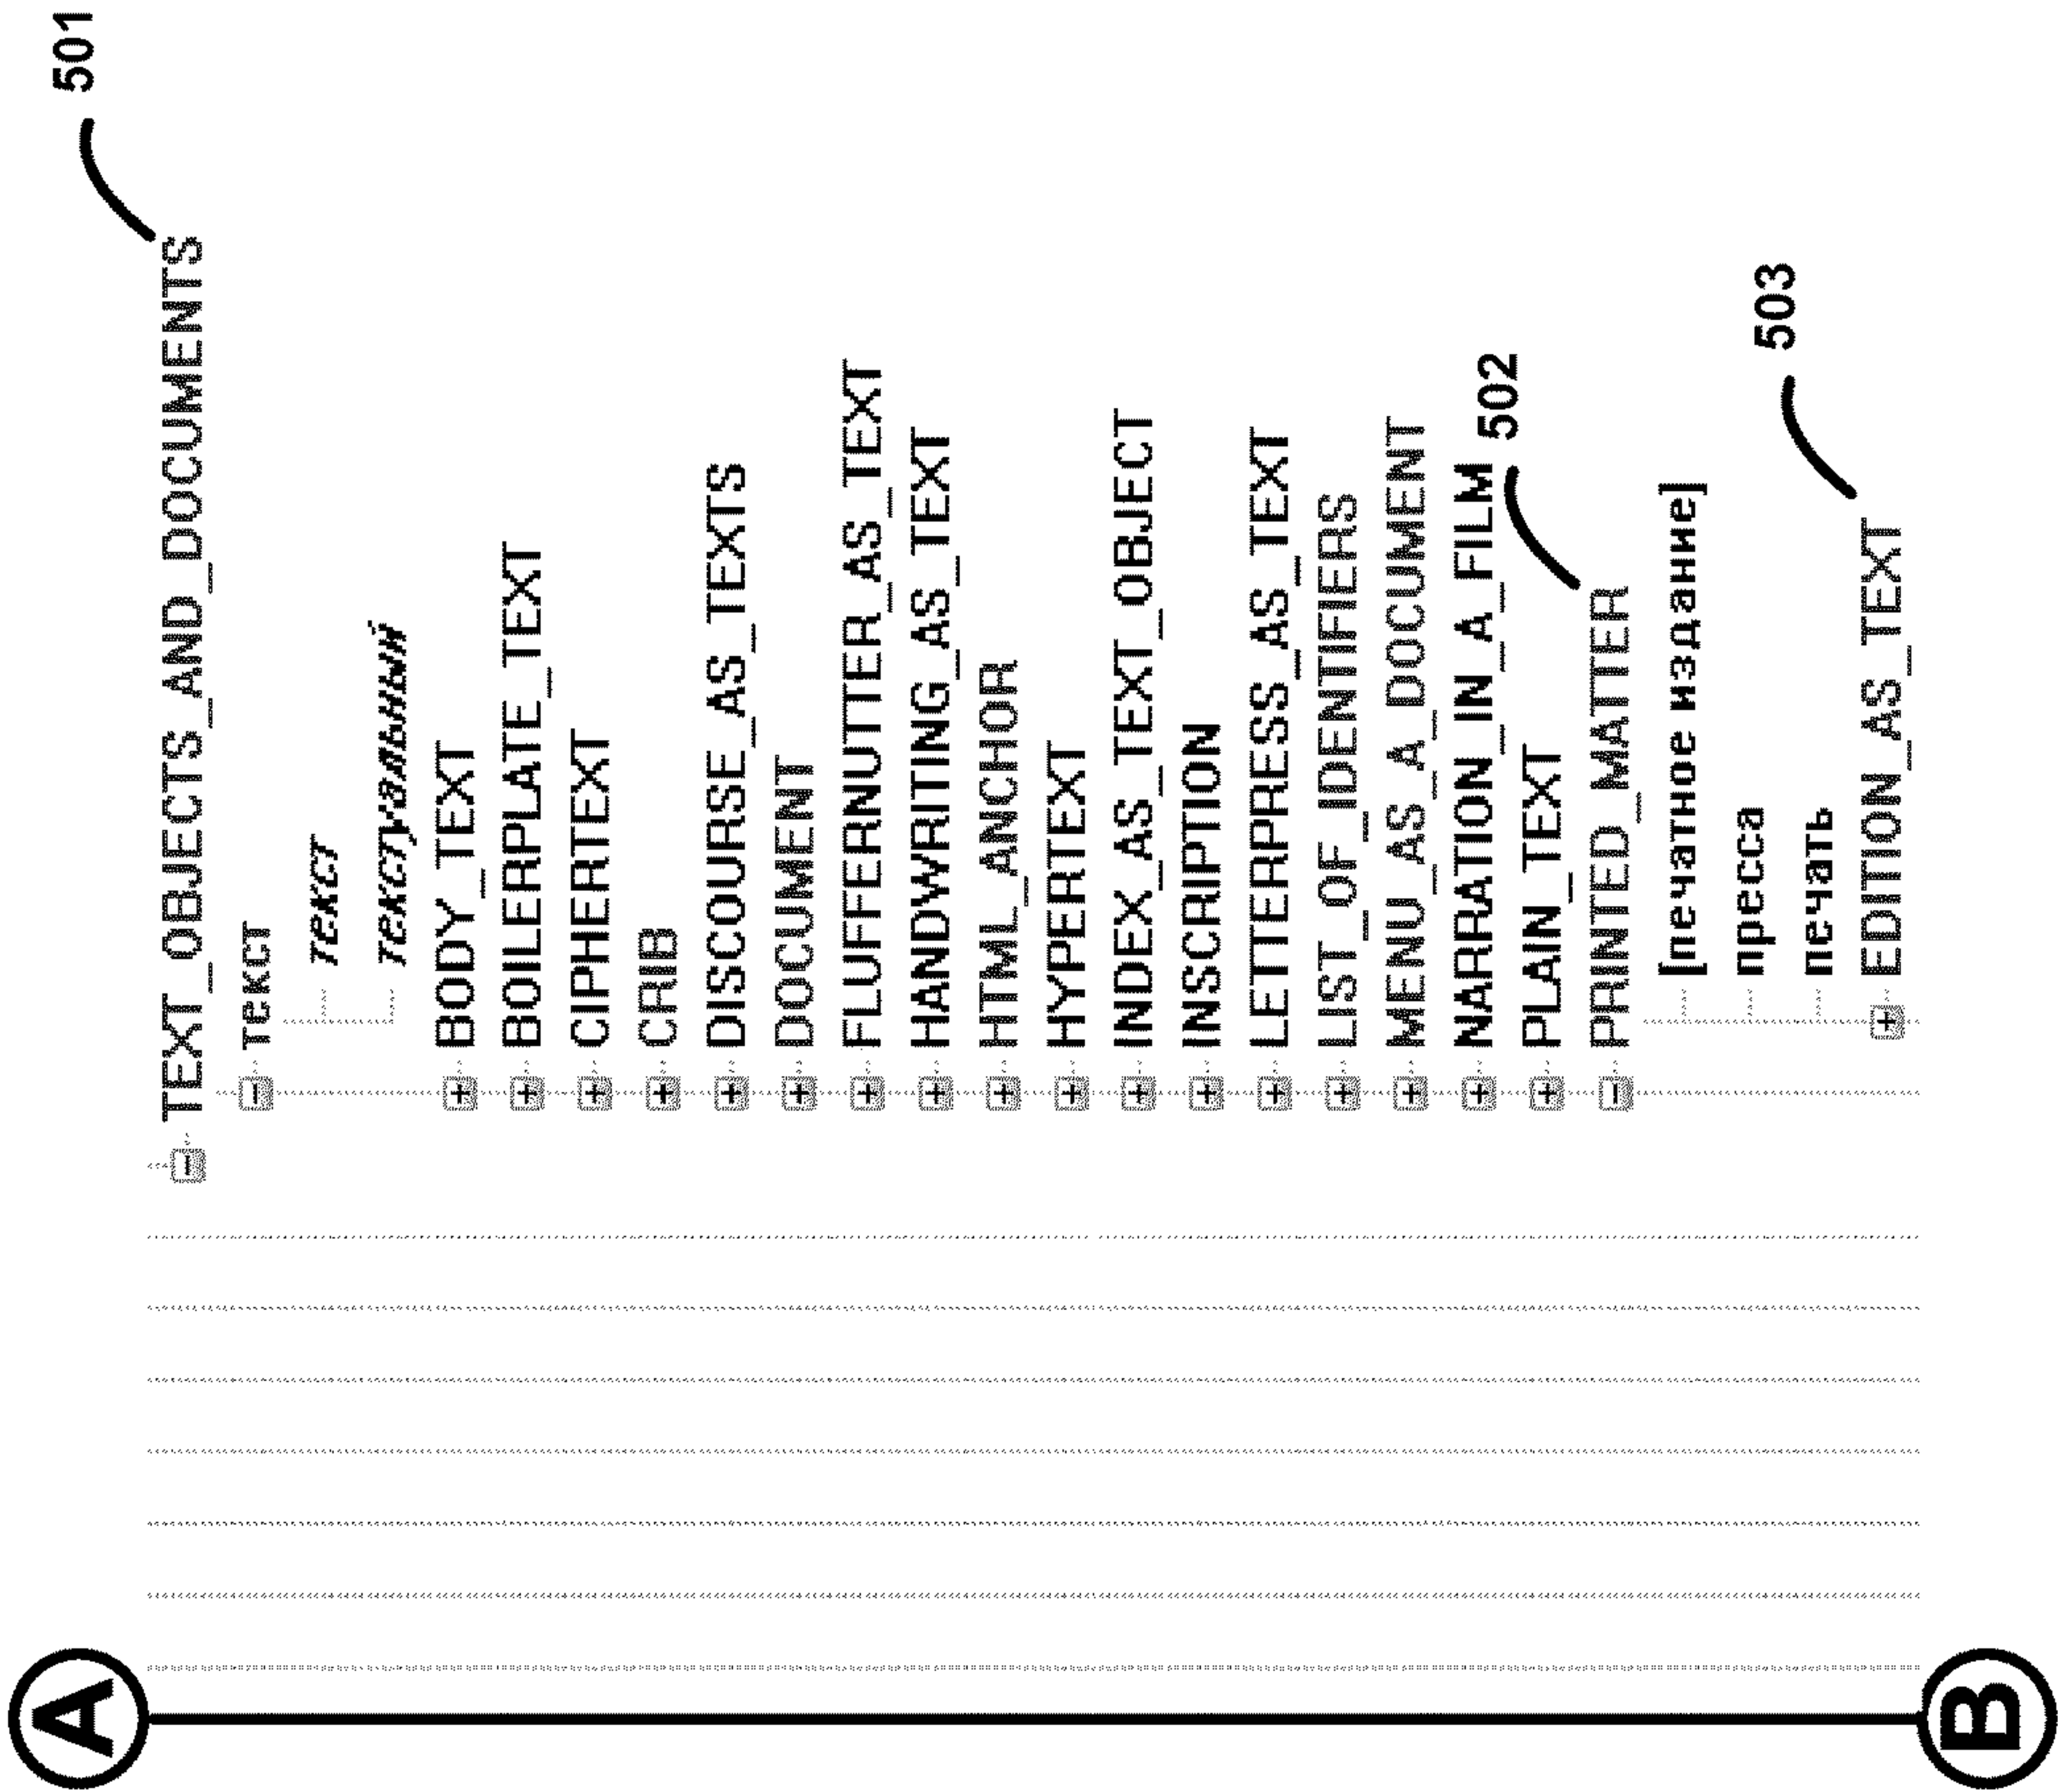 A
501
TEXT_OBJECTS_AND_DOCUMENTS
текст
текст
текстуальный
BODY_TEXT
BOILERPLATE_TEXT
CIPHERTEXT
CRIB
DISCOURSE_AS_TEXTS
DOCUMENT
FLUFFERNUTTER_AS_TEXT
HANDWRITING_AS_TEXT
HTML_ANCHOR
HYPERTEXT
INDEX_AS_TEXT_OBJECT
INSCRIPTION
LETTERPRESS_AS_TEXT
LIST_OF_IDENTIFIERS
MENU_AS_A_DOCUMENT
NARRATION_IN_A_FILM
502
PLAIN_TEXT
PRINTED_MATTER
[печатное издание]
пресса
503
печать
EDITION_AS_TEXT
B